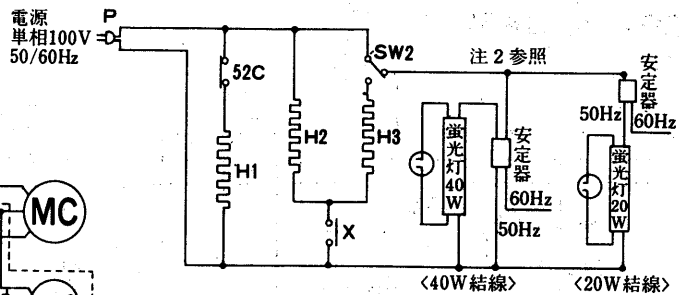 電源 P
単相100V
50/60Hz
52C
SW2
注2参照
安定器
50Hz
60Hz
H1
H2
H3
蛍光灯40W
安定器
60Hz
50Hz
蛍光灯20W
X
MC
〈40W結線〉
〈20W結線〉